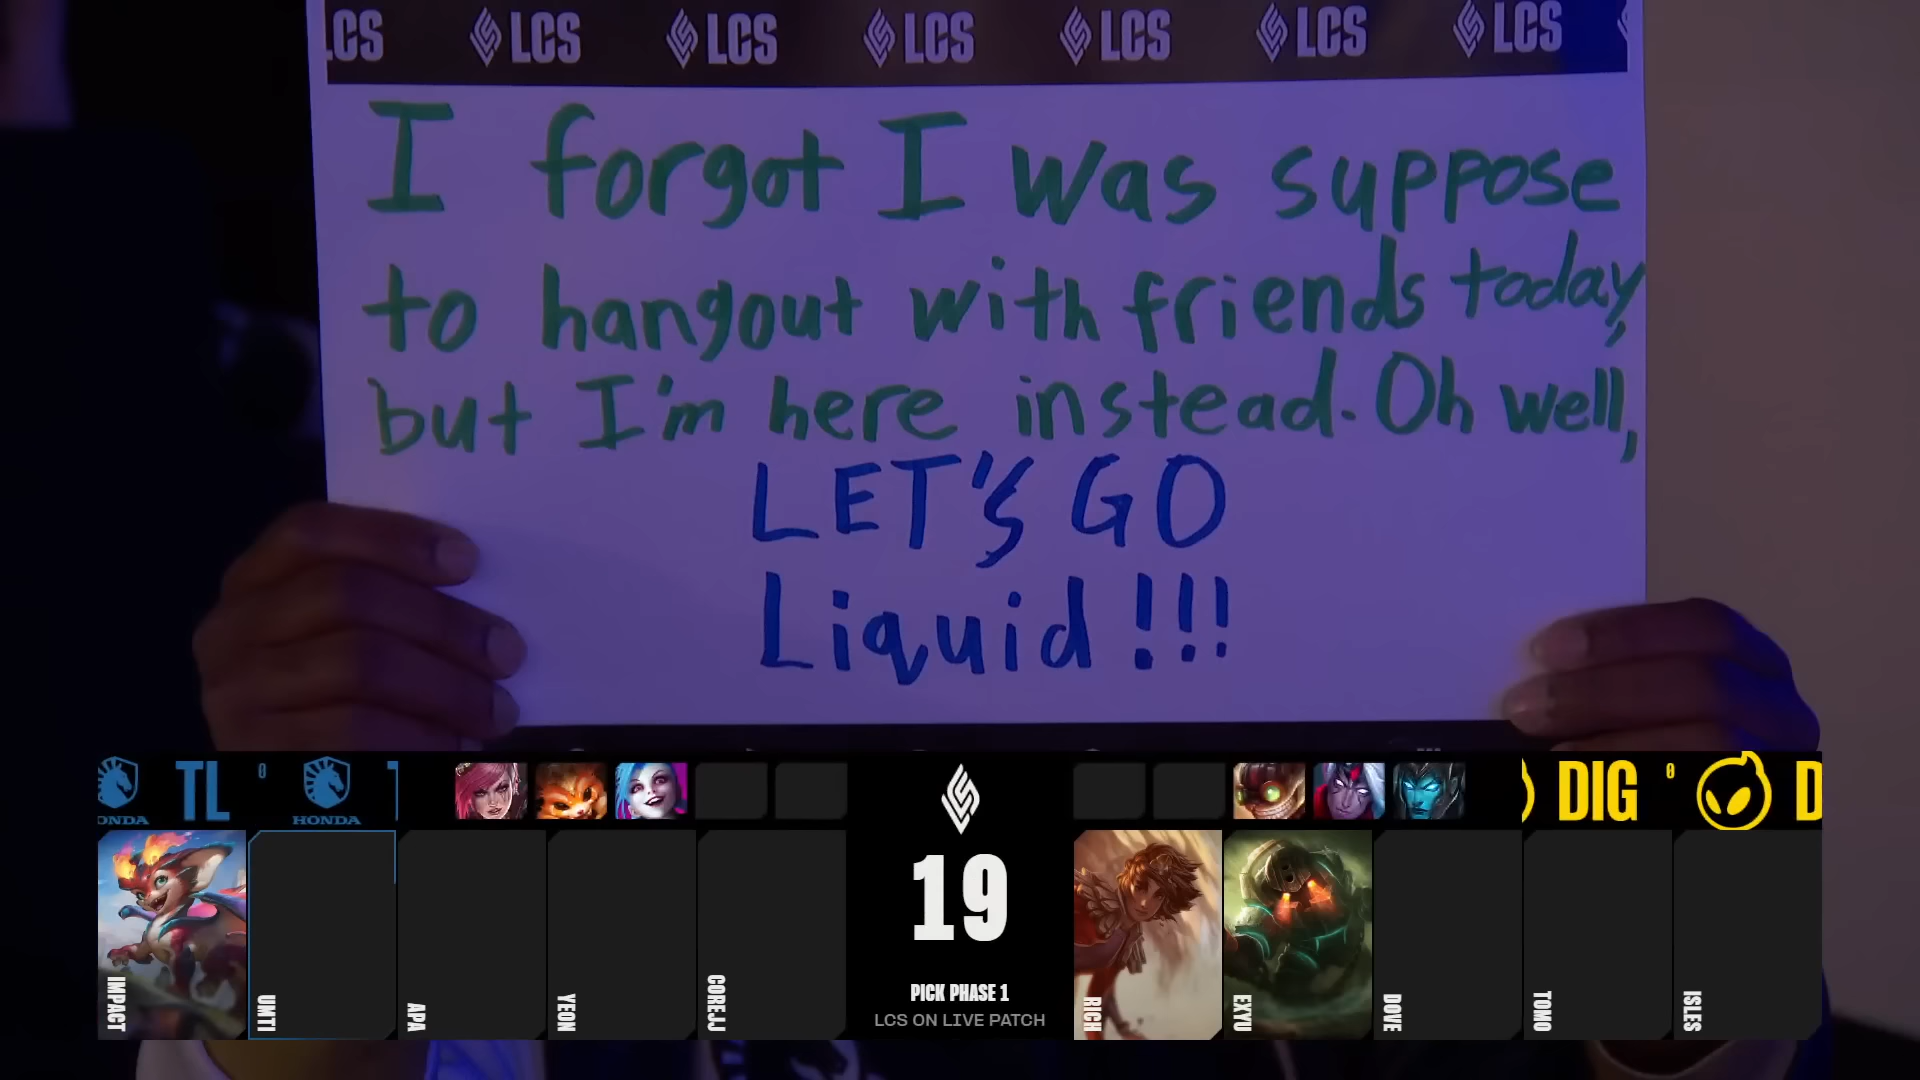 LCS LCS LCS LCS LCS LCS LCS
I forgot I was suppose
to hangout with friends today,
but I'm here instead. Oh well,
LET'S GO
Liquid!!!
ONDA TL 0 HONDA
DIG 0 D
19
PICK PHASE 1
LCS ON LIVE PATCH
IMPACT
UMTI
APA
YEON
COREJJ
RICH
EXYU
DOVE
TOMO
ISLES